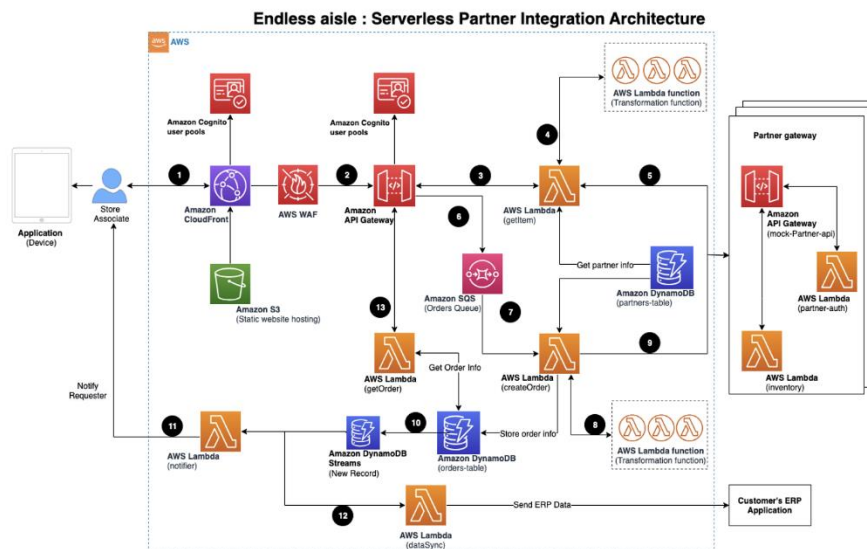 Endless aisle : Serverless Partner Integration Architecture
aws
AWS
Amazon Cognito
user pools
Amazon Cognito
user pools
AWS Lambda function
(Transformation function)
4
Partner gateway
1
2
3
5
Application
(Device)
Store
Associate
Amazon
CloudFront
AWS WAF
Amazon
API Gateway
6
AWS Lambda
(getItem)
Amazon
API Gateway
(mock-Partner-api)
Get partner info
Amazon S3
(Static website hosting)
13
Amazon SQS
(Orders Queue)
7
Amazon DynamoDB
(partners-table)
AWS Lambda
(partner-auth)
9
AWS Lambda
(getOrder)
Get Order Info
AWS Lambda
(createOrder)
AWS Lambda
(inventory)
Notify
Requester
11
10
Store order info
8
AWS Lambda
(notifier)
Amazon DynamoDB
Streams
(New Record)
Amazon DynamoDB
(orders-table)
AWS Lambda function
(Transformation function)
12
AWS Lambda
(dataSync)
Send ERP Data
Customer's ERP
Application